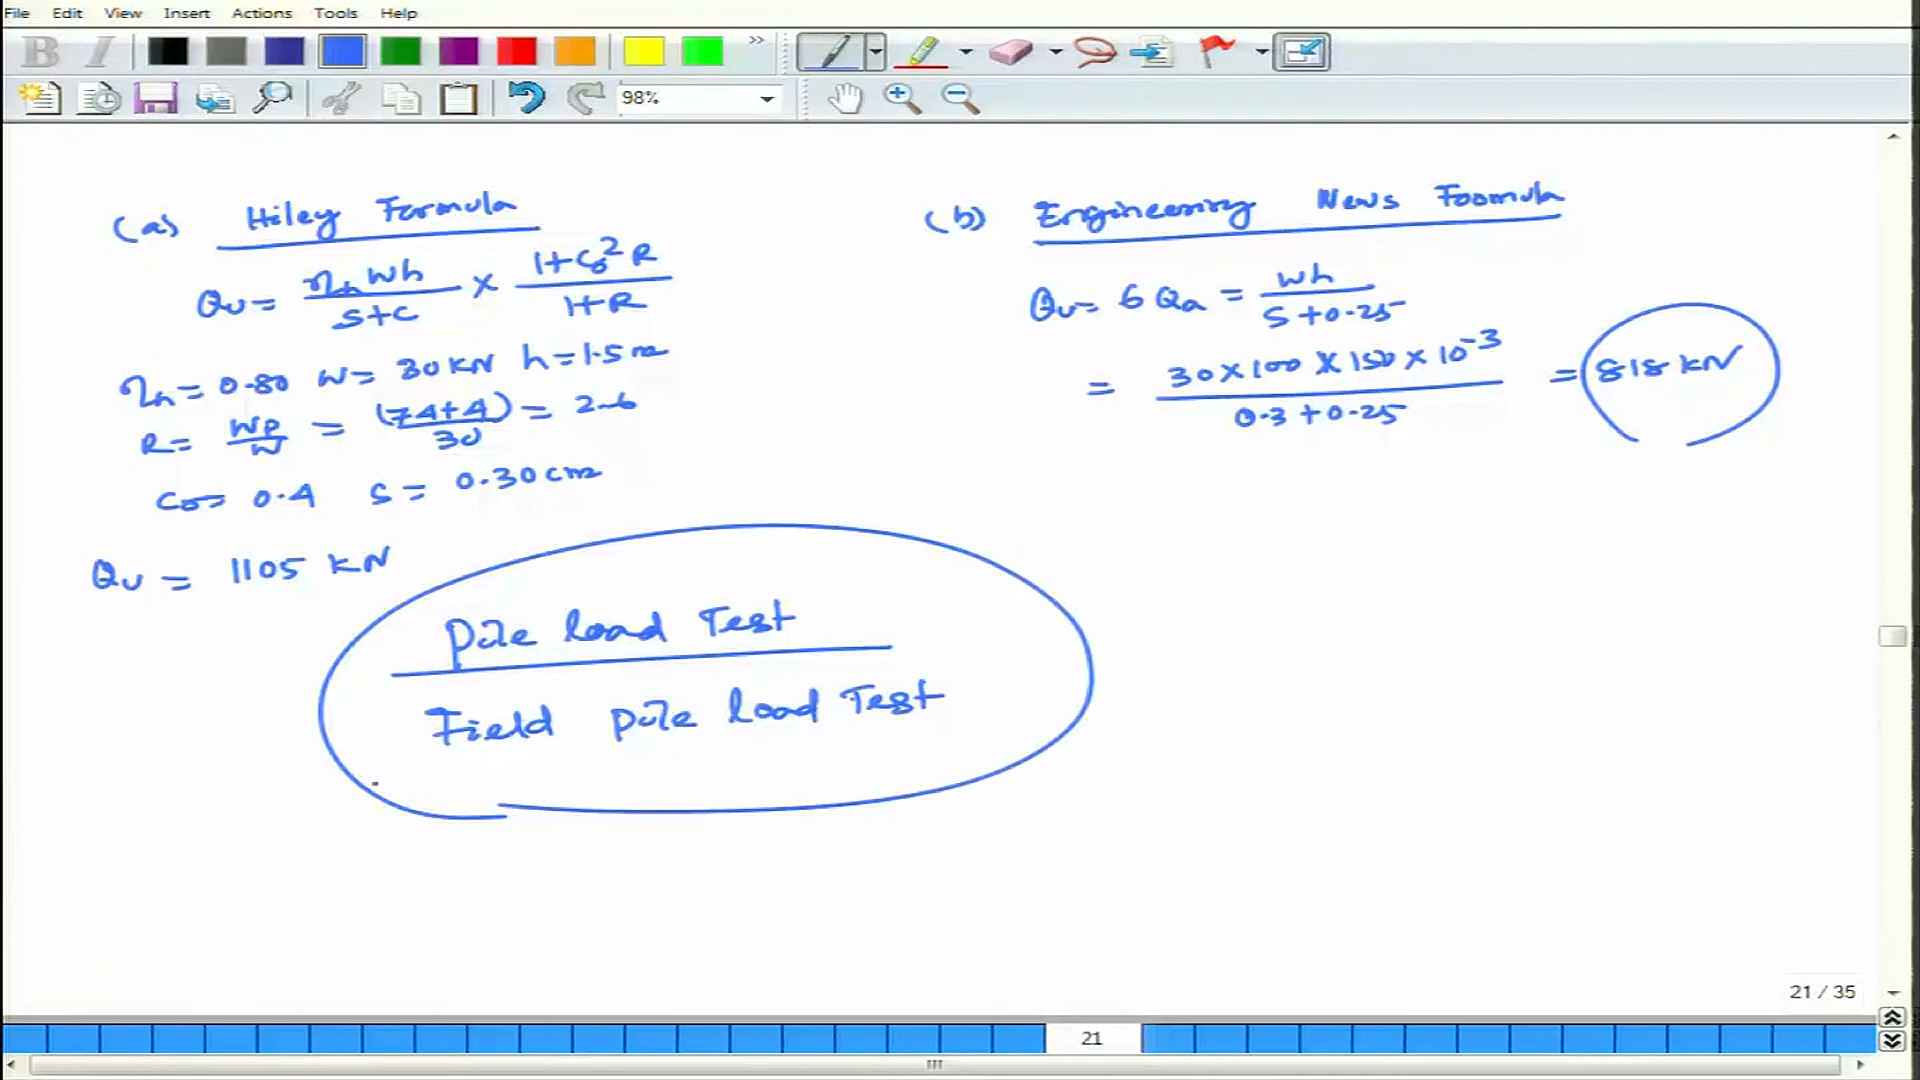 File Edit View Insert Actions Tools Help
B I
98%
(a) Hiley Formula
Qu = ηh Wh / S+C × 1+Co²R / 1+R
ηh = 0.80 W = 30 KN h = 1.5 m
R = Wp / W = (74+4) / 30 = 2.6
Co = 0.4 S = 0.30 cm
Qu = 1105 KN
Pile load Test
Field pile load Test
(b) Engineering News Formula
Qu = 6 Qa = Wh / S + 0.25
= 30 × 100 × 150 × 10⁻³ / 0.3 + 0.25 = 818 KN
21 / 35
21